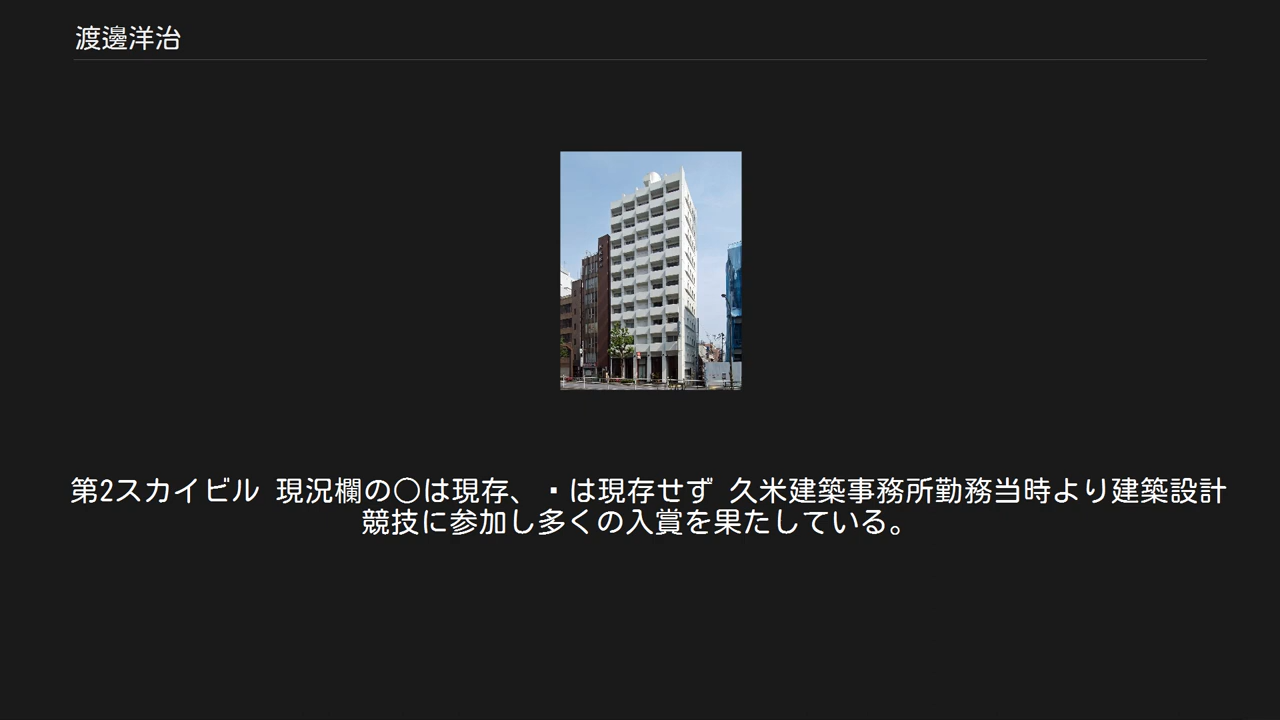 渡邊洋治
第2スカイビル 現況欄の○は現存、▪は現存せず 久米建築事務所勤務当時より建築設計
競技に参加し多くの入賞を果たしている。